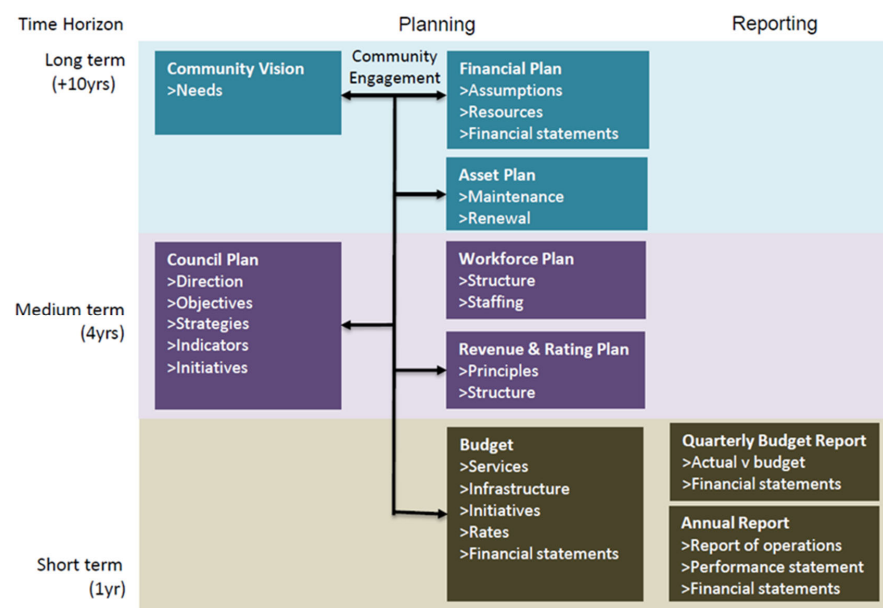 Time Horizon
Planning
Reporting
Long term
(+10yrs)
Community Vision
>Needs
Community
Engagement
Financial Plan
>Assumptions
>Resources
>Financial statements
Asset Plan
>Maintenance
>Renewal
Medium term
(4yrs)
Council Plan
>Direction
>Objectives
>Strategies
>Indicators
>Initiatives
Workforce Plan
>Structure
>Staffing
Revenue & Rating Plan
>Principles
>Structure
Short term
(1yr)
Budget
>Services
>Infrastructure
>Initiatives
>Rates
>Financial statements
Quarterly Budget Report
>Actual v budget
>Financial statements
Annual Report
>Report of operations
>Performance statement
>Financial statements